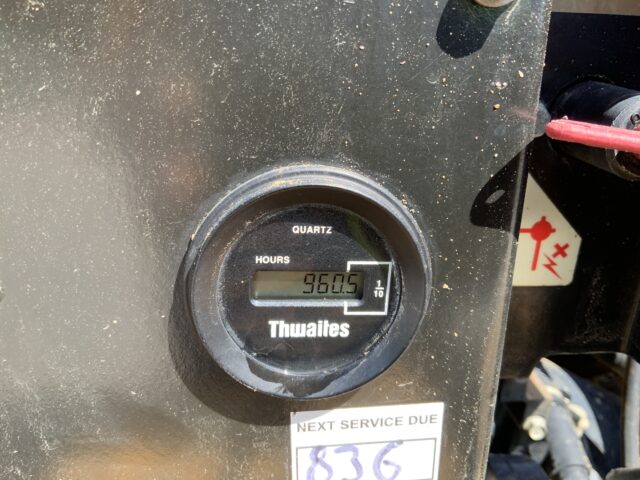 QUARTZ
HOURS
960.5
1/10
Thwaites
NEXT SERVICE DUE
836